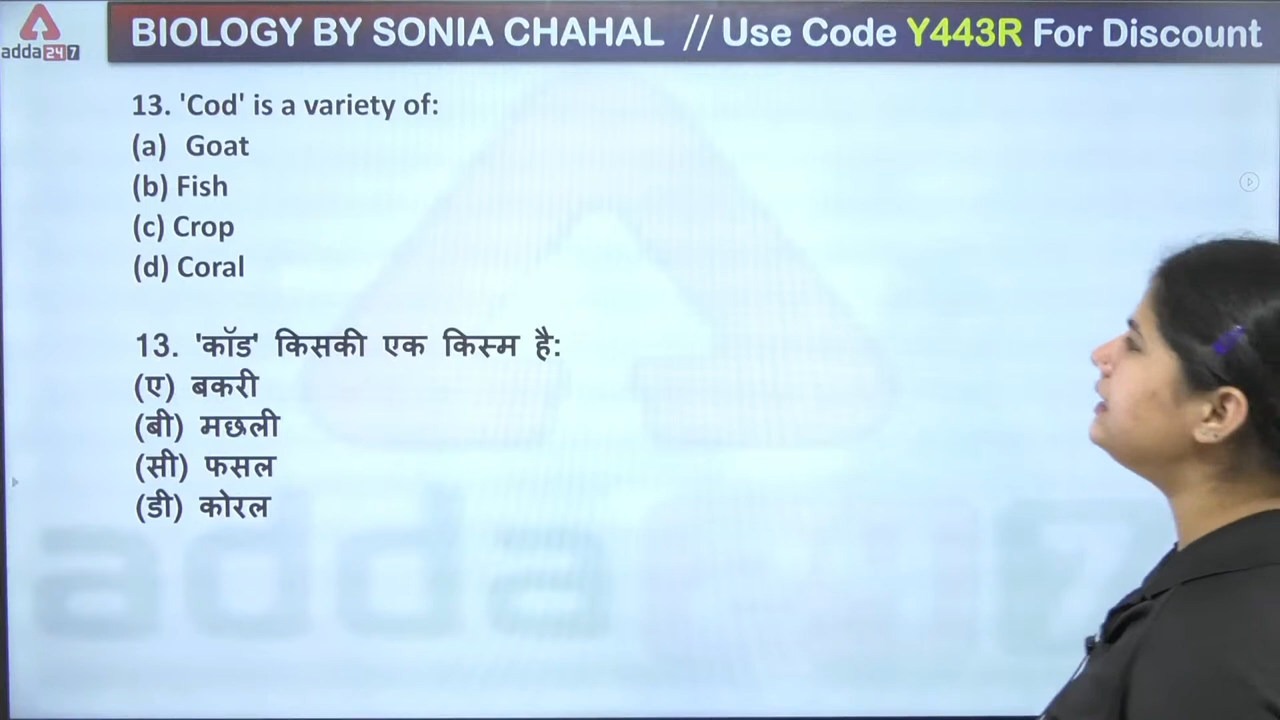 adda247
BIOLOGY BY SONIA CHAHAL // Use Code Y443R For Discount
13. 'Cod' is a variety of:
(a) Goat
(b) Fish
(c) Crop
(d) Coral
13. 'कॉड' किसकी एक किस्म है:
(ए) बकरी
(बी) मछली
(सी) फसल
(डी) कोरल
adda247